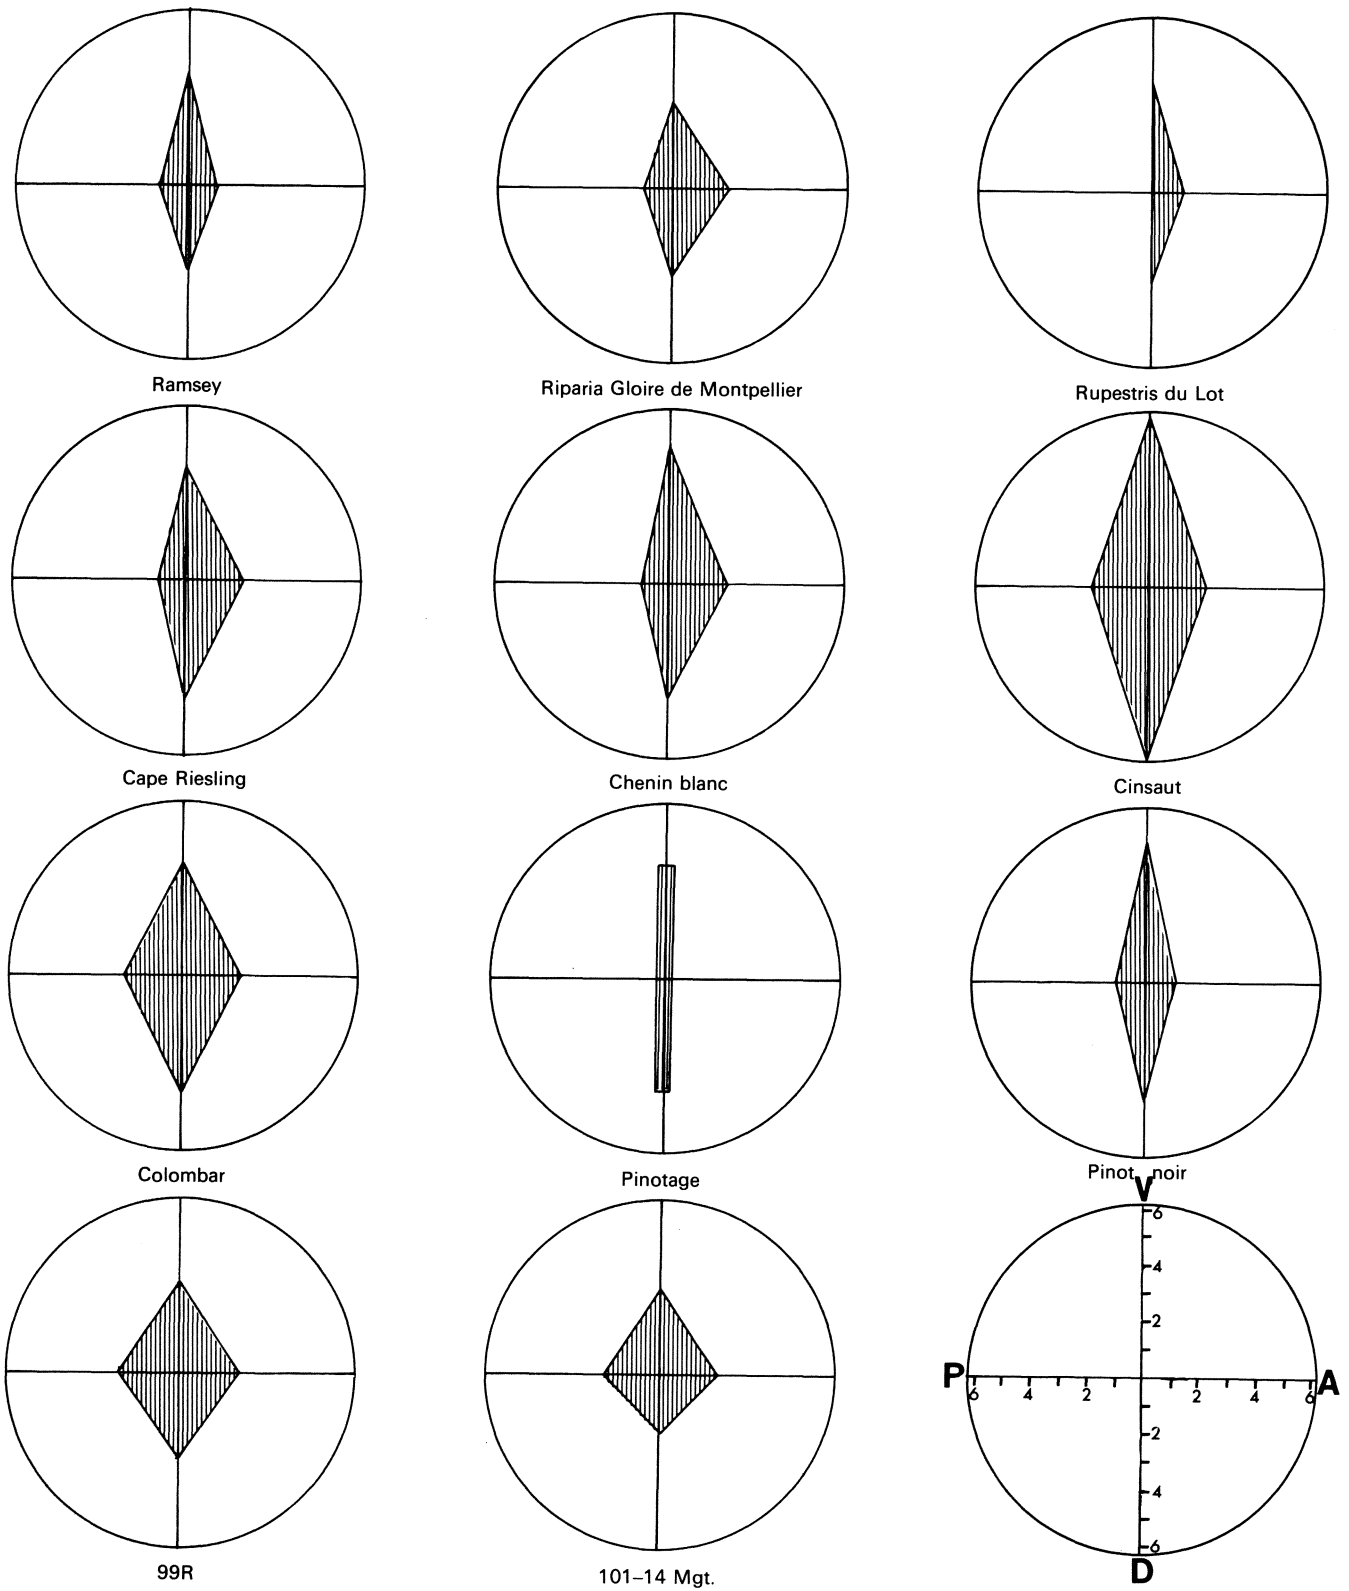 Ramsey
Riparia Gloire de Montpellier
Rupestris du Lot
Cape Riesling
Chenin blanc
Cinsaut
Colombar
Pinotage
Pinot noir
V
6
4
2
P
6 4 2 2 4 6
A
2
4
6
D
99R
101–14 Mgt.